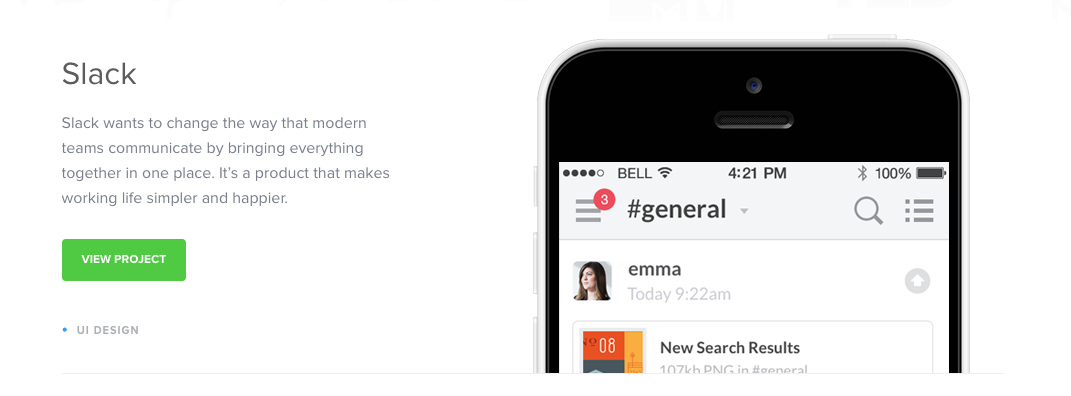 Slack
Slack wants to change the way that modern
teams communicate by bringing everything
together in one place. It’s a product that makes
working life simpler and happier.
VIEW PROJECT
• UI DESIGN
BELL 4:21 PM 100%
3
#general
emma
Today 9:22am
Nº 08
New Search Results
107kb PNG in #general